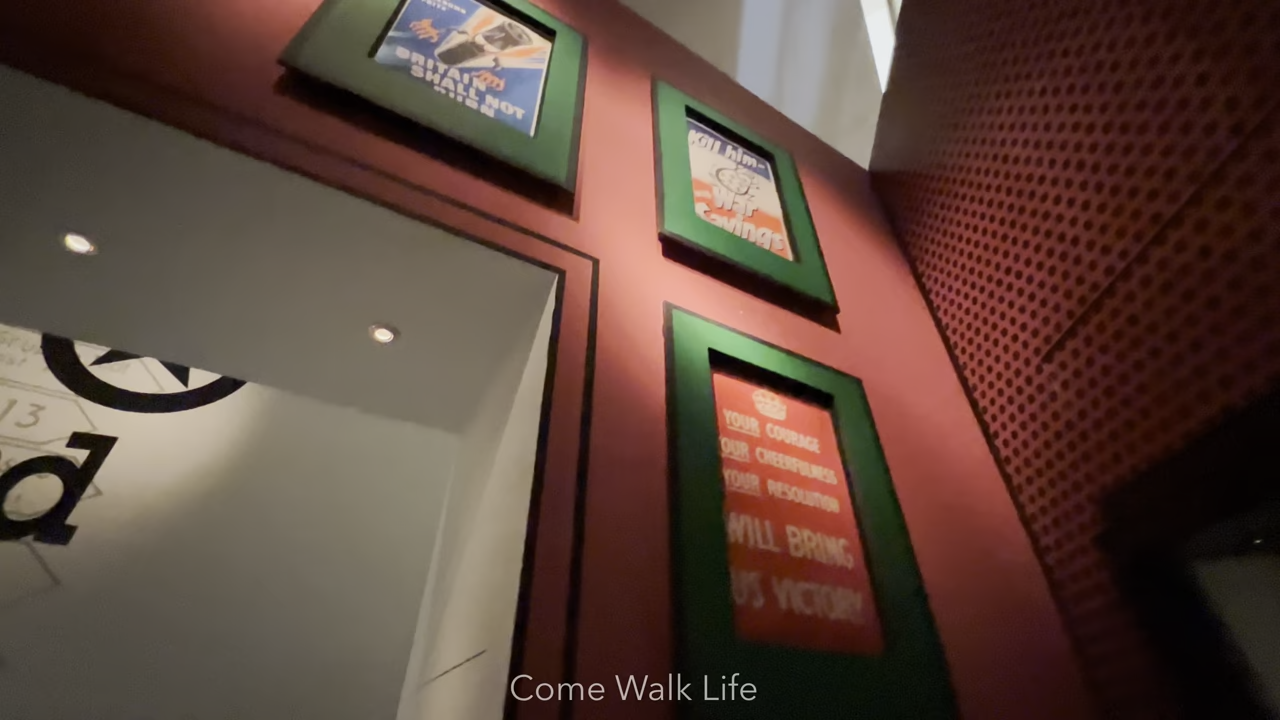 BRITAIN
SHALL NOT
BURN
Kill him-
with
War
Savings
YOUR COURAGE
YOUR CHEERFULNESS
YOUR RESOLUTION
WILL BRING
US VICTORY
13
d
Come Walk Life